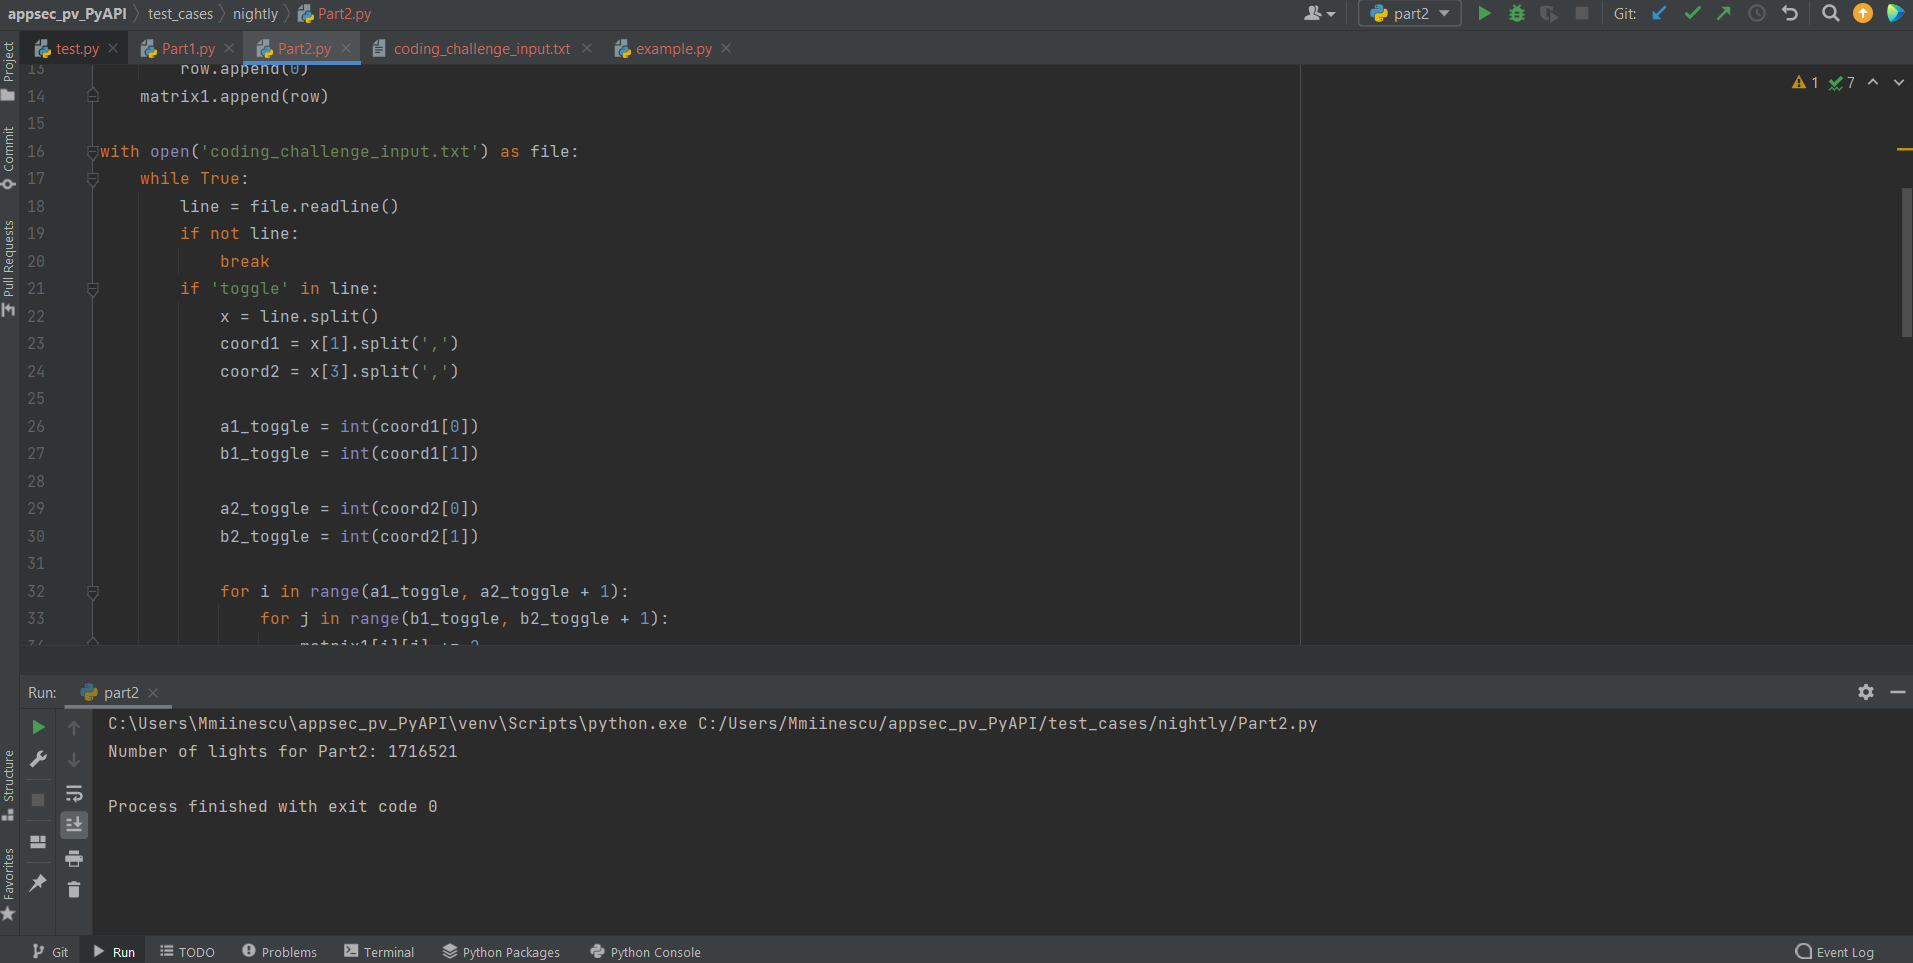 appsec_pv_PyAPI test_cases nightly Part2.py part2 Git:
test.py Part1.py Part2.py coding_challenge_input.txt example.py
1 7
Project
Commit
Pull Requests
Structure
Favorites
13 row.append(0)
14 matrix1.append(row)
15
16 with open('coding_challenge_input.txt') as file:
17 while True:
18 line = file.readline()
19 if not line:
20 break
21 if 'toggle' in line:
22 x = line.split()
23 coord1 = x[1].split(',')
24 coord2 = x[3].split(',')
25
26 a1_toggle = int(coord1[0])
27 b1_toggle = int(coord1[1])
28
29 a2_toggle = int(coord2[0])
30 b2_toggle = int(coord2[1])
31
32 for i in range(a1_toggle, a2_toggle + 1):
33 for j in range(b1_toggle, b2_toggle + 1):
34 matrix1[i][j] += 2
Run: part2
C:\Users\Mmiinescu\appsec_pv_PyAPI\venv\Scripts\python.exe C:/Users/Mmiinescu/appsec_pv_PyAPI/test_cases/nightly/Part2.py
Number of lights for Part2: 1716521
Process finished with exit code 0
Git Run TODO Problems Terminal Python Packages Python Console Event Log